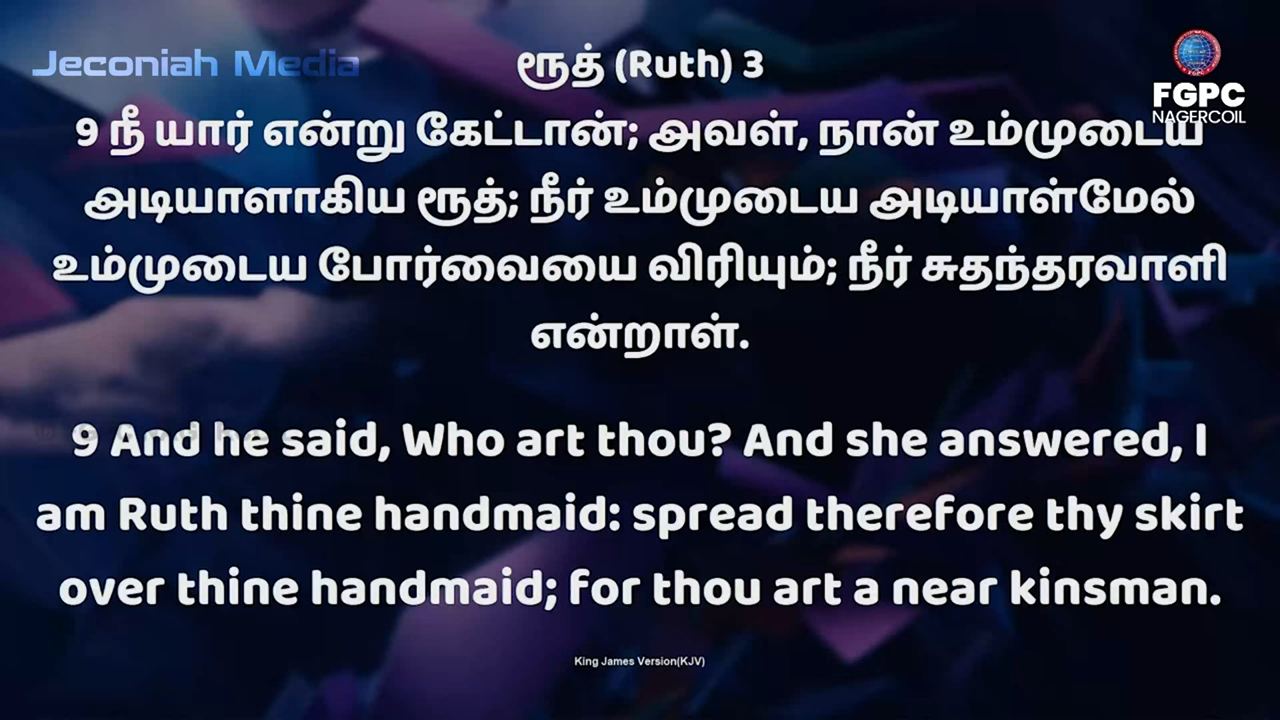 Jeconiah Media
ரூத் (Ruth) 3
FGPC
NAGERCOIL
9 நீ யார் என்று கேட்டான்; அவள், நான் உம்முடைய
அடியாளாகிய ரூத்; நீர் உம்முடைய அடியாள்மேல்
உம்முடைய போர்வையை விரியும்; நீர் சுதந்தரவாளி
என்றாள்.
9 And he said, Who art thou? And she answered, I
am Ruth thine handmaid: spread therefore thy skirt
over thine handmaid; for thou art a near kinsman.
King James Version(KJV)